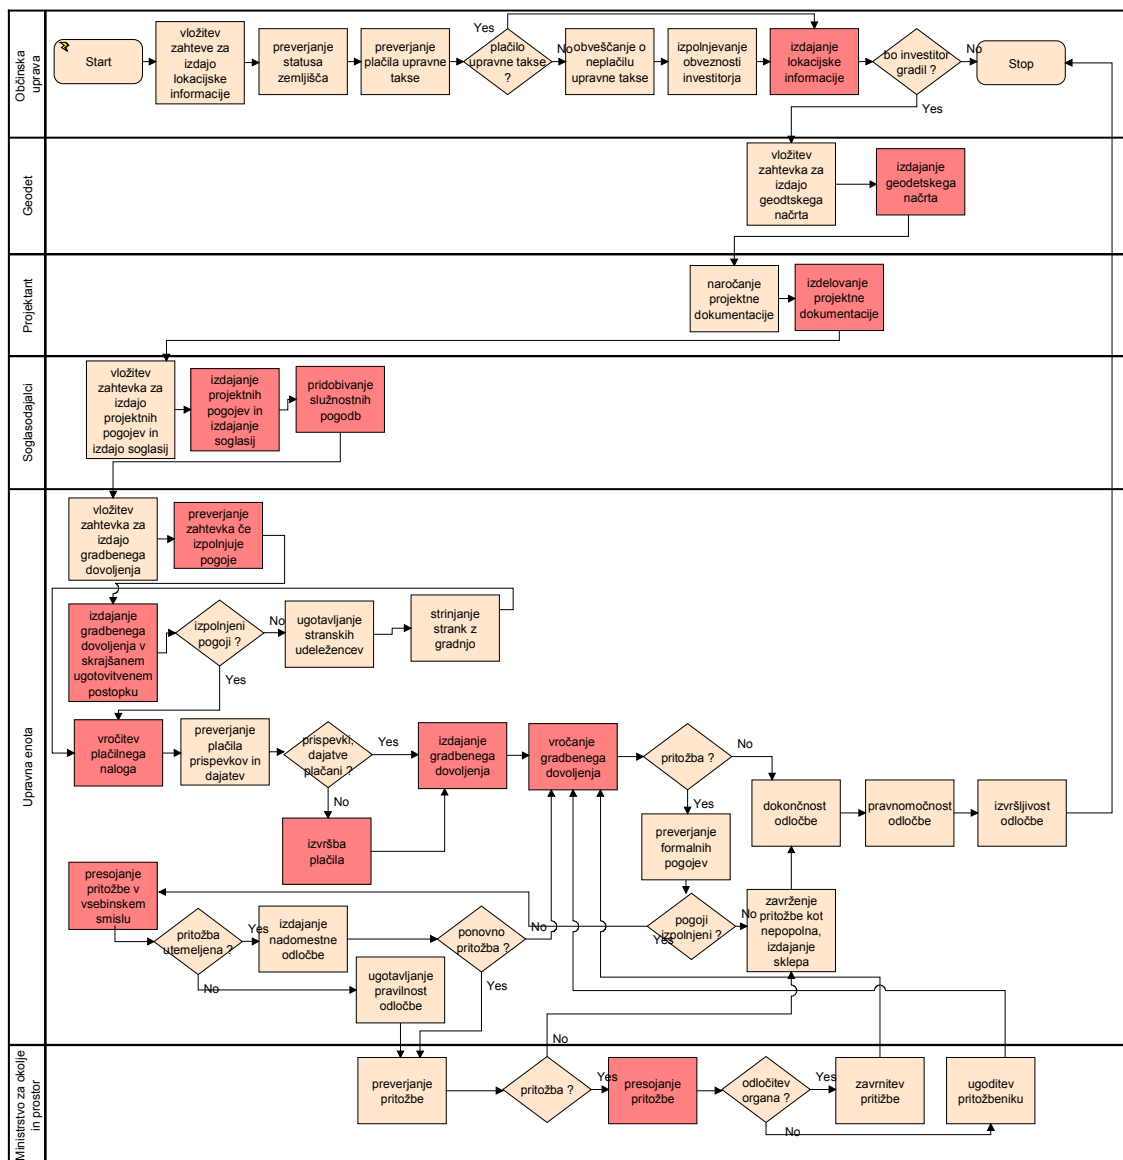 Občinska
uprava
Start
vložitev
zahteve za
izdajo
lokacijske
informacije
preverjanje
statusa
zemljišča
preverjanje
plačila upravne
takse
Yes
plačilo
upravne takse
?
No
obveščanje o
neplačilu
upravne takse
izpolnjevanje
obveznosti
investitorja
izdajanje
lokacijske
informacije
bo investitor
gradil ?
No
Stop
Yes
Geodet
vložitev
zahtevka za
izdajo
geodtskega
načrta
izdajanje
geodetskega
načrta
Projektant
naročanje
projektne
dokumentacije
izdelovanje
projektne
dokumentacije
Soglasodajalci
vložitev
zahtevka za
izdajo
projektnih
pogojev in
izdajo soglasij
izdajanje
projektnih
pogojev in
izdajanje
soglasij
pridobivanje
služnostnih
pogodb
Upravna enota
vložitev
zahtevka za
izdajo
gradbenega
dovoljenja
preverjanje
zahtevka če
izpolnjuje
pogoje
izdajanje
gradbenega
dovoljenja v
skrajšanem
ugotovitvenem
postopku
izpolnjeni
pogoji ?
No
ugotavljanje
stranskih
udeležencev
strinjanje
strank z
gradnjo
Yes
vročitev
plačilnega
naloga
preverjanje
plačila
prispevkov in
dajatev
prispevki,
dajatve
plačani ?
Yes
No
izvršba
plačila
izdajanje
gradbenega
dovoljenja
vročanje
gradbenega
dovoljenja
pritožba ?
No
Yes
dokončnost
odločbe
pravnomočnost
odločbe
izvršljivost
odločbe
preverjanje
formalnih
pogojev
presojanje
pritožbe v
vsebinskem
smislu
pritožba
utemeljena ?
Yes
No
izdajanje
nadomestne
odločbe
ponovno
pritožba ?
No
Yes
pogoji
izpolnjeni ?
Yes
No
zavrženje
pritožbe kot
nepopolna,
izdajanje
sklepa
ugotavljanje
pravilnost
odločbe
Ministrstvo za okolje
in prostor
preverjanje
pritožbe
No
pritožba ?
Yes
presojanje
pritožbe
odločitev
organa ?
Yes
No
zavrnitev
pritižbe
ugoditev
pritožbeniku